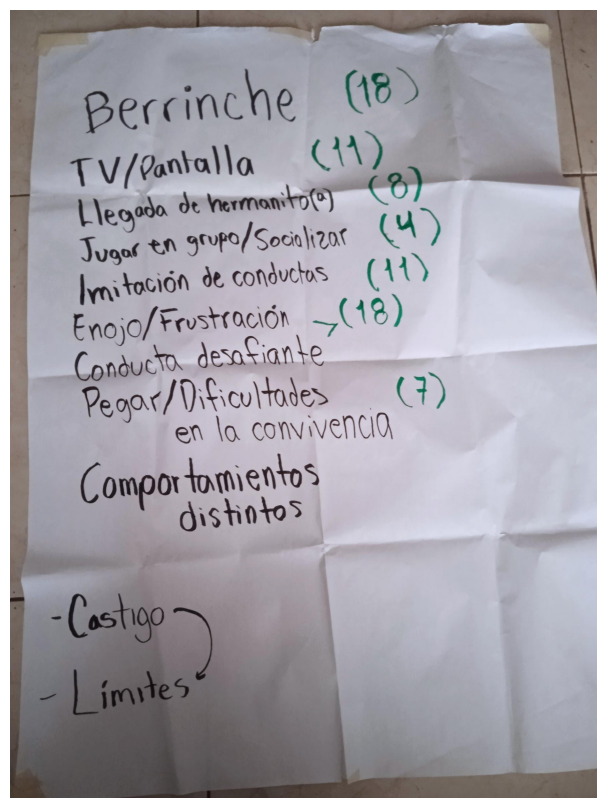 Berrinche (18)
TV/Pantalla (11)
Llegada de hermanito(a) (8)
Jugar en grupo/Socializar (4)
Imitación de conductas (11)
Enojo/Frustración → (18)
Conducta desafiante
Pegar/Dificultades (7)
en la convivencia
Comportamientos
distintos
- Castigo
- Límites